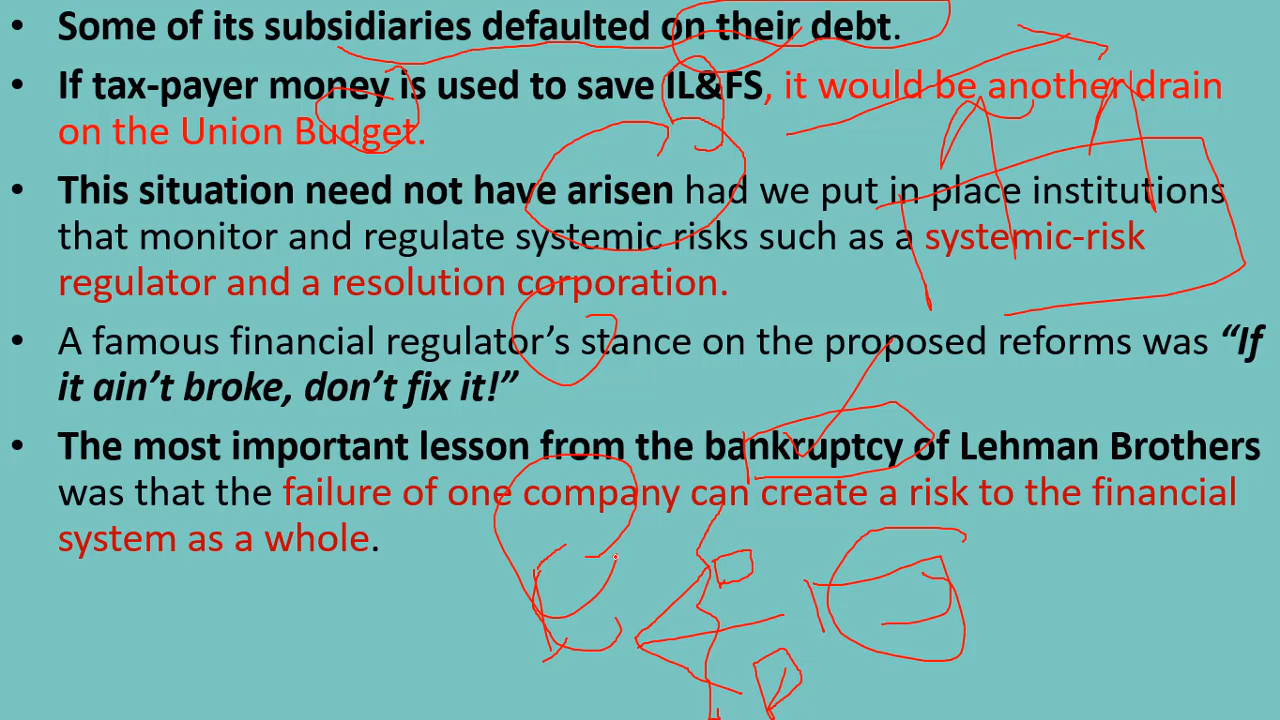 • Some of its subsidiaries defaulted on their debt.
• If tax-payer money is used to save IL&FS, it would be another drain
on the Union Budget.
• This situation need not have arisen had we put in place institutions
that monitor and regulate systemic risks such as a systemic-risk
regulator and a resolution corporation.
• A famous financial regulator's stance on the proposed reforms was “If
it ain't broke, don't fix it!”
• The most important lesson from the bankruptcy of Lehman Brothers
was that the failure of one company can create a risk to the financial
system as a whole.